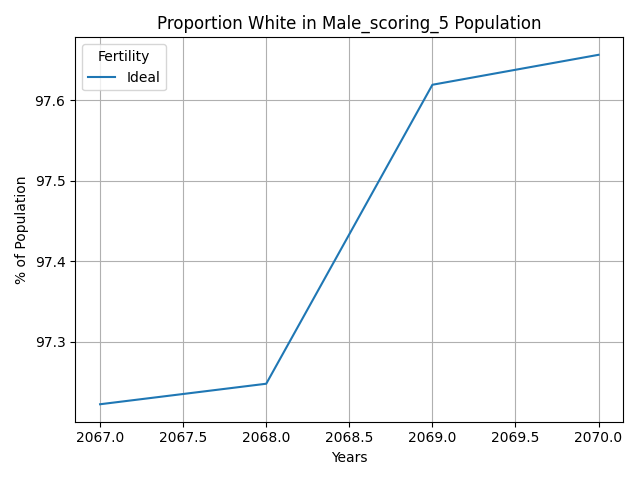 Proportion White in Male_scoring_5 Population
Fertility
Ideal
% of Population
97.6
97.5
97.4
97.3
2067.0 2067.5 2068.0 2068.5 2069.0 2069.5 2070.0
Years